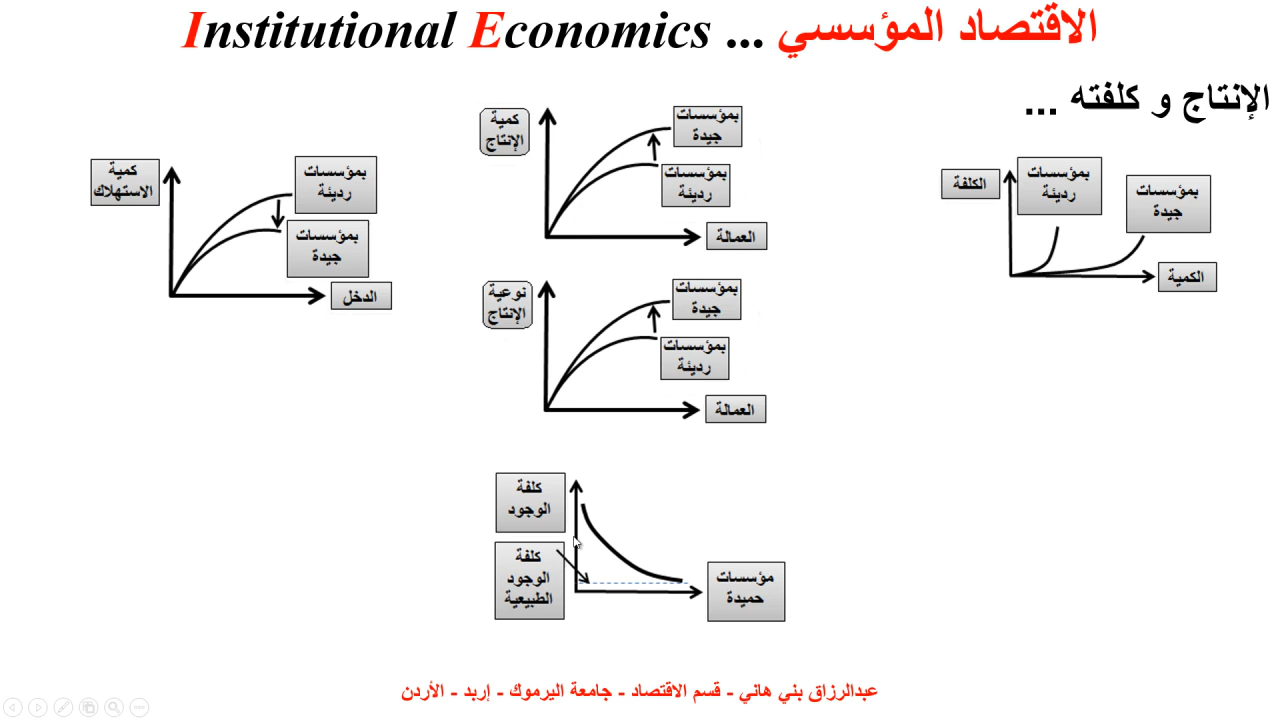 الاقتصاد المؤسسي ... Institutional Economics
الإنتاج و كلفته ...
الكلفة
بمؤسسات
رديئة
بمؤسسات
جيدة
الكمية
كمية
الإنتاج
بمؤسسات
جيدة
بمؤسسات
رديئة
العمالة
نوعية
الإنتاج
بمؤسسات
جيدة
بمؤسسات
رديئة
العمالة
كمية
الاستهلاك
بمؤسسات
رديئة
بمؤسسات
جيدة
الدخل
كلفة
الوجود
كلفة
الوجود
الطبيعية
مؤسسات
حميدة
عبدالرزاق بني هاني - قسم الاقتصاد - جامعة اليرموك - إربد - الأردن